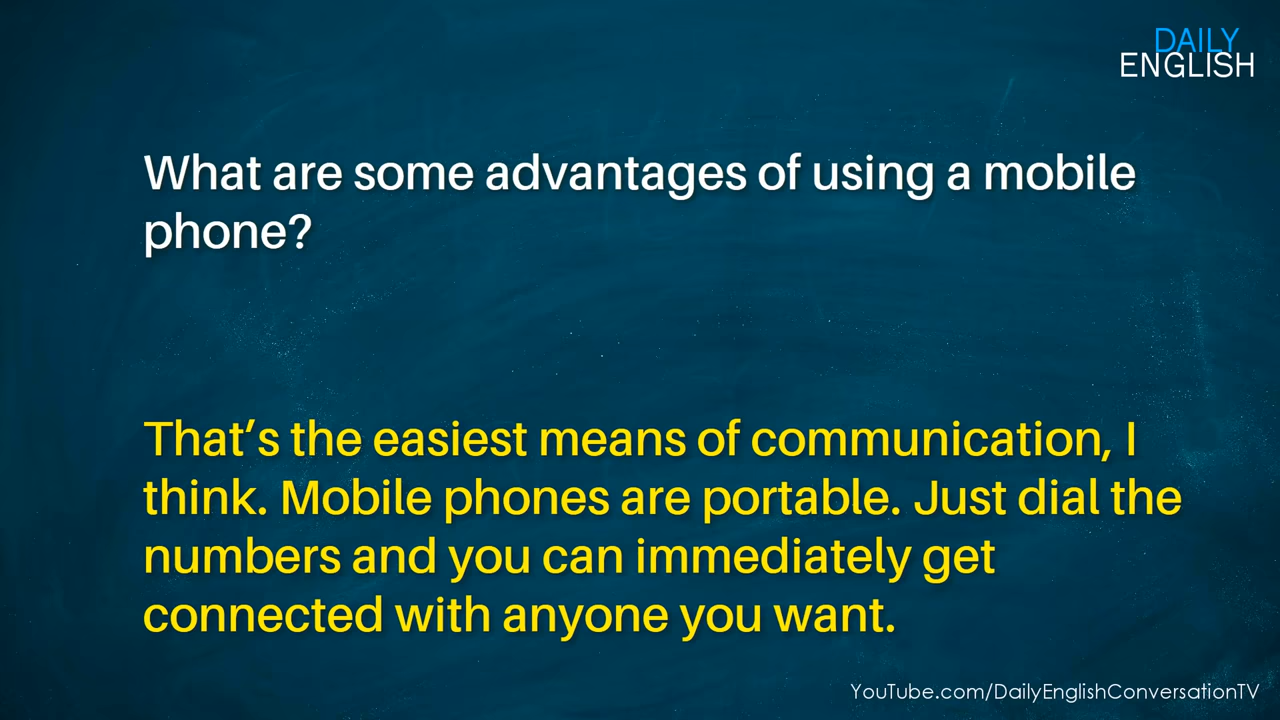 DAILY
ENGLISH
What are some advantages of using a mobile
phone?
That’s the easiest means of communication, I
think. Mobile phones are portable. Just dial the
numbers and you can immediately get
connected with anyone you want.
YouTube.com/DailyEnglishConversationTV